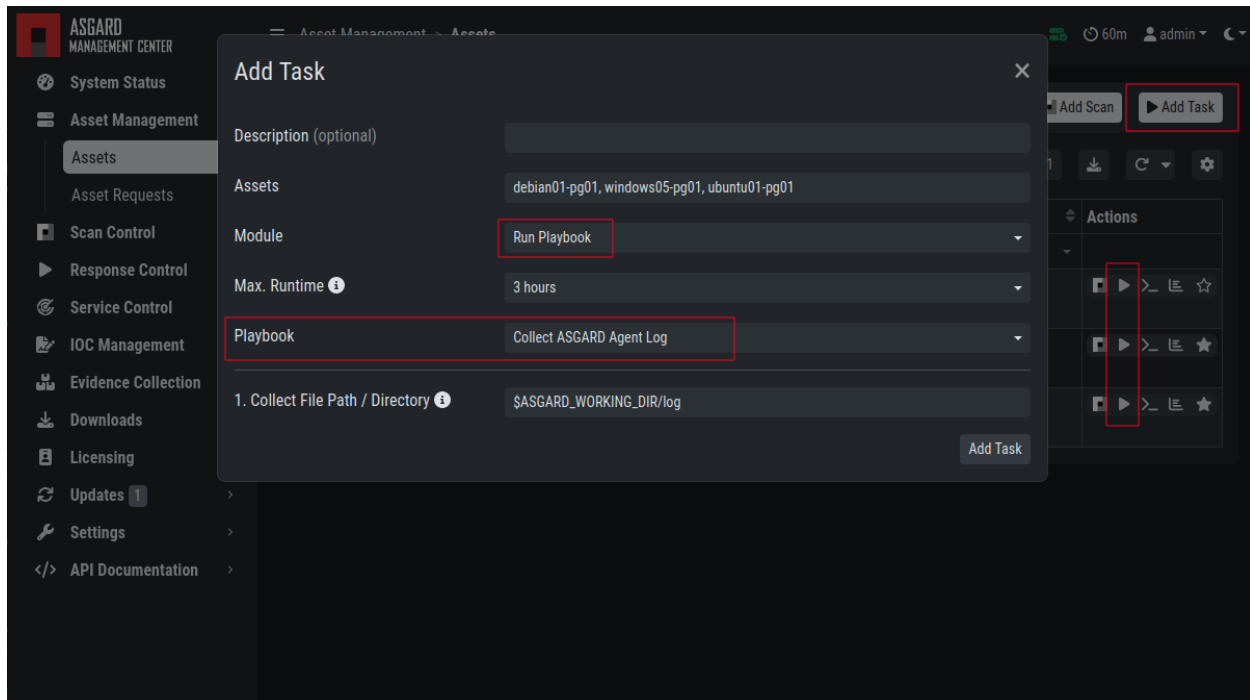 ASGARD
MANAGEMENT CENTER
Asset Management > Assets
60m
admin
System Status
Asset Management
Assets
Asset Requests
Scan Control
Response Control
Service Control
IOC Management
Evidence Collection
Downloads
Licensing
Updates 1
Settings
</> API Documentation
Add Scan
Add Task
Actions
Add Task
Description (optional)
Assets
debian01-pg01, windows05-pg01, ubuntu01-pg01
Module
Run Playbook
Max. Runtime
3 hours
Playbook
Collect ASGARD Agent Log
1. Collect File Path / Directory
$ASGARD_WORKING_DIR/log
Add Task